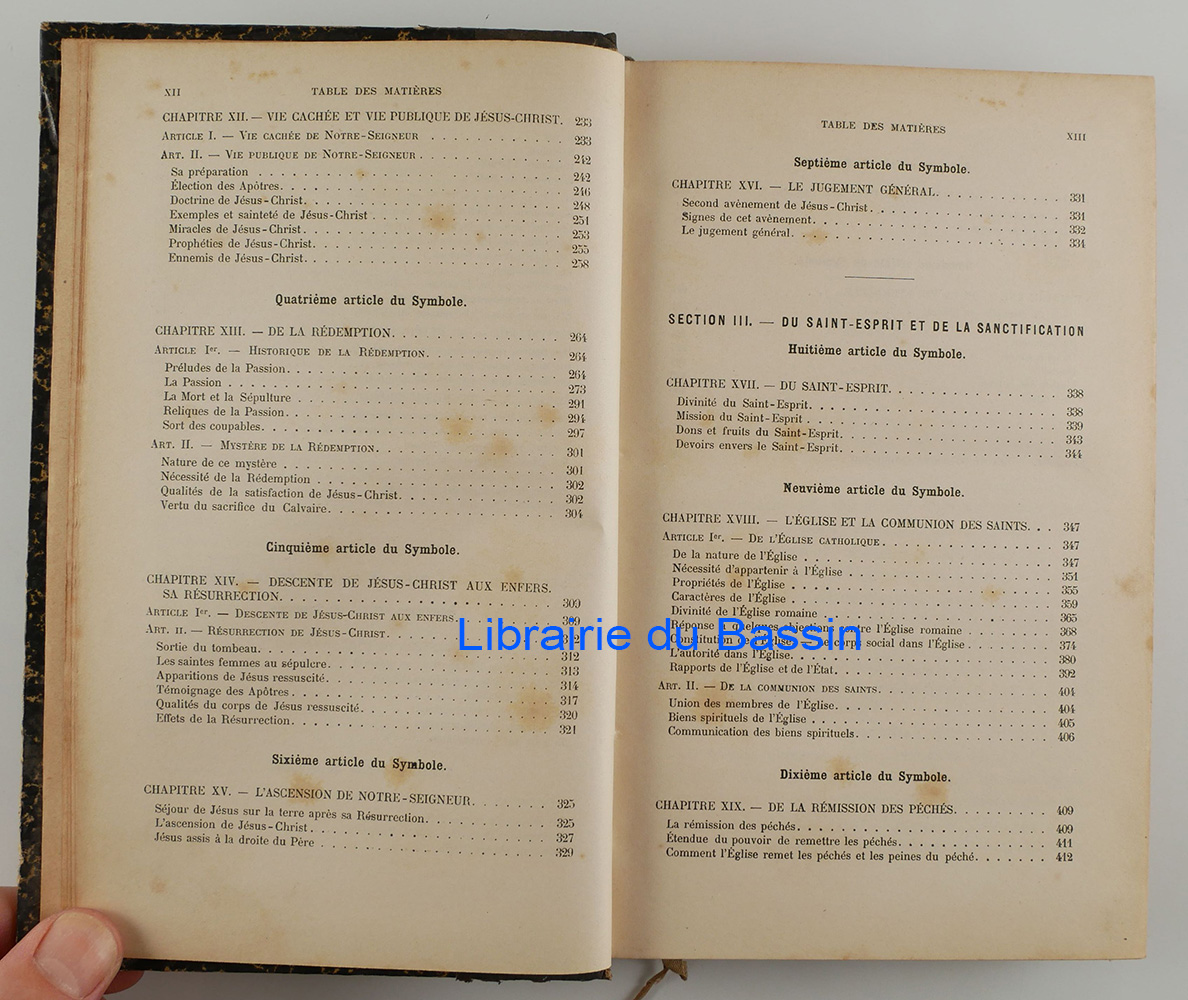 XII
TABLE DES MATIÈRES
CHAPITRE XII. — VIE CACHÉE ET VIE PUBLIQUE DE JÉSUS-CHRIST. 233
ARTICLE I. — VIE CACHÉE DE NOTRE-SEIGNEUR . . . . . . . . . . . 233
ART. II. — VIE PUBLIQUE DE NOTRE-SEIGNEUR . . . . . . . . . . . 242
Sa préparation . . . . . . . . . . . 242
Élection des Apôtres. . . . . . . . . . . 246
Doctrine de Jésus-Christ. . . . . . . . . . . 248
Exemples et sainteté de Jésus-Christ . . . . . . . . . . . 251
Miracles de Jésus-Christ. . . . . . . . . . . 253
Prophéties de Jésus-Christ. . . . . . . . . . . 255
Ennemis de Jésus-Christ. . . . . . . . . . . 258
Quatrième article du Symbole.
CHAPITRE XIII. — DE LA RÉDEMPTION. . . . . . . . . . . 264
ARTICLE Ier. — HISTORIQUE DE LA RÉDEMPTION. . . . . . . . . . . 264
Préludes de la Passion. . . . . . . . . . . 264
La Passion . . . . . . . . . . . 273
La Mort et la Sépulture . . . . . . . . . . . 291
Reliques de la Passion. . . . . . . . . . . 294
Sort des coupables. . . . . . . . . . . 297
ART. II. — MYSTÈRE DE LA RÉDEMPTION. . . . . . . . . . . 301
Nature de ce mystère . . . . . . . . . . . 301
Nécessité de la Rédemption . . . . . . . . . . . 302
Qualités de la satisfaction de Jésus-Christ. . . . . . . . . . . 302
Vertu du sacrifice du Calvaire. . . . . . . . . . . 304
Cinquième article du Symbole.
CHAPITRE XIV. — DESCENTE DE JÉSUS-CHRIST AUX ENFERS.
SA RÉSURRECTION. . . . . . . . . . . 309
ARTICLE Ier. — DESCENTE DE JÉSUS-CHRIST AUX ENFERS. . . . . . . . . . . 309
ART. II. — RÉSURRECTION DE JÉSUS-CHRIST. . . . . . . . . . . 312
Sortie du tombeau. . . . . . . . . . . 312
Les saintes femmes au sépulcre. . . . . . . . . . . 313
Apparitions de Jésus ressuscité. . . . . . . . . . . 314
Témoignage des Apôtres. . . . . . . . . . . 317
Qualités du corps de Jésus ressuscité. . . . . . . . . . . 320
Effets de la Résurrection. . . . . . . . . . . 321
Sixième article du Symbole.
CHAPITRE XV. — L'ASCENSION DE NOTRE-SEIGNEUR. . . . . . . 325
Séjour de Jésus sur la terre après sa Résurrection. . . . . . . . . . . 325
L'ascension de Jésus-Christ. . . . . . . . . . . 327
Jésus assis à la droite du Père . . . . . . . . . . . 329
TABLE DES MATIÈRES
XIII
Septième article du Symbole.
CHAPITRE XVI. — LE JUGEMENT GÉNÉRAL. . . . . . . . . . . 331
Second avènement de Jésus-Christ. . . . . . . . . . . 331
Signes de cet avènement. . . . . . . . . . . 332
Le jugement général. . . . . . . . . . . 334
SECTION III. — DU SAINT-ESPRIT ET DE LA SANCTIFICATION
Huitième article du Symbole.
CHAPITRE XVII. — DU SAINT-ESPRIT. . . . . . . . . . . 338
Divinité du Saint-Esprit. . . . . . . . . . . 338
Mission du Saint-Esprit . . . . . . . . . . . 339
Dons et fruits du Saint-Esprit. . . . . . . . . . . 343
Devoirs envers le Saint-Esprit. . . . . . . . . . . 344
Neuvième article du Symbole.
CHAPITRE XVIII. — L'ÉGLISE ET LA COMMUNION DES SAINTS. . . 347
ARTICLE Ier. — DE L'ÉGLISE CATHOLIQUE. . . . . . . . . . . 347
De la nature de l'Église . . . . . . . . . . . 347
Nécessité d'appartenir à l'Église . . . . . . . . . . . 351
Propriétés de l'Église . . . . . . . . . . . 355
Caractères de l'Église . . . . . . . . . . . 359
Divinité de l'Église romaine . . . . . . . . . . . 365
Réponse à quelques objections contre l'Église romaine . . . . . . . 368
Constitution de l'Église. — Le corps social dans l'Église . . . . . . . 374
L'autorité dans l'Église. . . . . . . . . . . 380
Rapports de l'Église et de l'État. . . . . . . . . . . 392
ART. II. — DE LA COMMUNION DES SAINTS. . . . . . . . . . . 404
Union des membres de l'Église. . . . . . . . . . . 404
Biens spirituels de l'Église . . . . . . . . . . . 405
Communication des biens spirituels. . . . . . . . . . . 406
Dixième article du Symbole.
CHAPITRE XIX. — DE LA RÉMISSION DES PÉCHÉS. . . . . . . 409
La rémission des péchés. . . . . . . . . . . 409
Étendue du pouvoir de remettre les péchés. . . . . . . . . . . 411
Comment l'Église remet les péchés et les peines du péché. . . . . . . 412
Librairie du Bassin